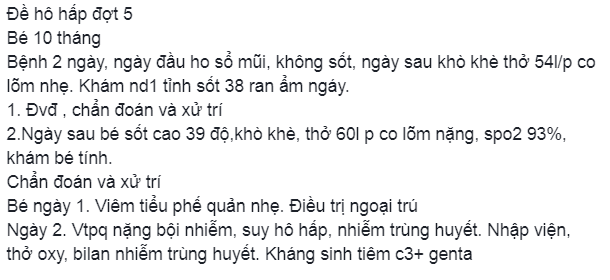 Đề hô hấp đợt 5
Bé 10 tháng
Bệnh 2 ngày, ngày đầu ho sổ mũi, không sốt, ngày sau khò khè thở 54l/p co
lõm nhẹ. Khám nd1 tỉnh sốt 38 ran ẩm ngáy.
1. Đvđ , chẩn đoán và xử trí
2.Ngày sau bé sốt cao 39 độ,khò khè, thở 60l p co lõm nặng, spo2 93%,
khám bé tính.
Chẩn đoán và xử trí
Bé ngày 1. Viêm tiểu phế quản nhẹ. Điều trị ngoại trú
Ngày 2. Vtpq nặng bội nhiễm, suy hô hấp, nhiễm trùng huyết. Nhập viện,
thở oxy, bilan nhiễm trùng huyết. Kháng sinh tiêm c3+ genta